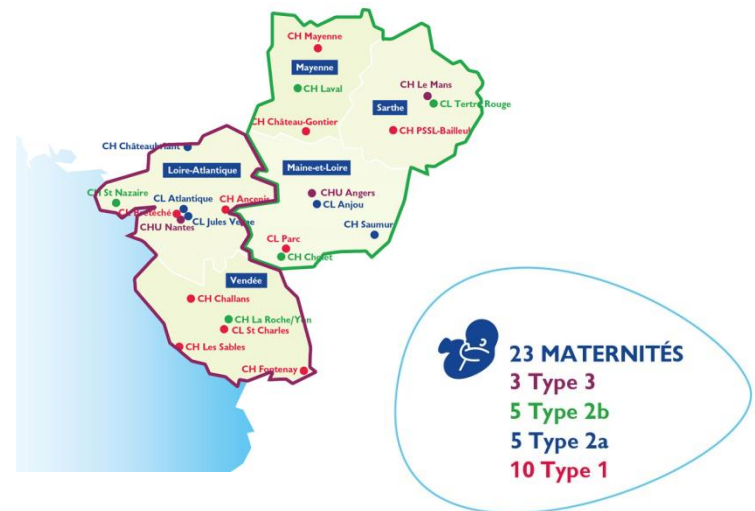 CH Mayenne
Mayenne
CH Laval
CH Le Mans
CL Tertre Rouge
Sarthe
CH Château-Gontier
CH PSSL-Bailleul
CH Châteaubriant
Loire-Atlantique
Maine-et-Loire
CH St Nazaire
CL Atlantique
CH Ancenis
CHU Angers
CL Anjou
CL Brétéché
CL Jules Verne
CHU Nantes
CH Saumur
CL Parc
CH Cholet
Vendée
CH Challans
CH La Roche/Yon
CL St Charles
CH Les Sables
CH Fontenay
23 MATERNITÉS
3 Type 3
5 Type 2b
5 Type 2a
10 Type 1